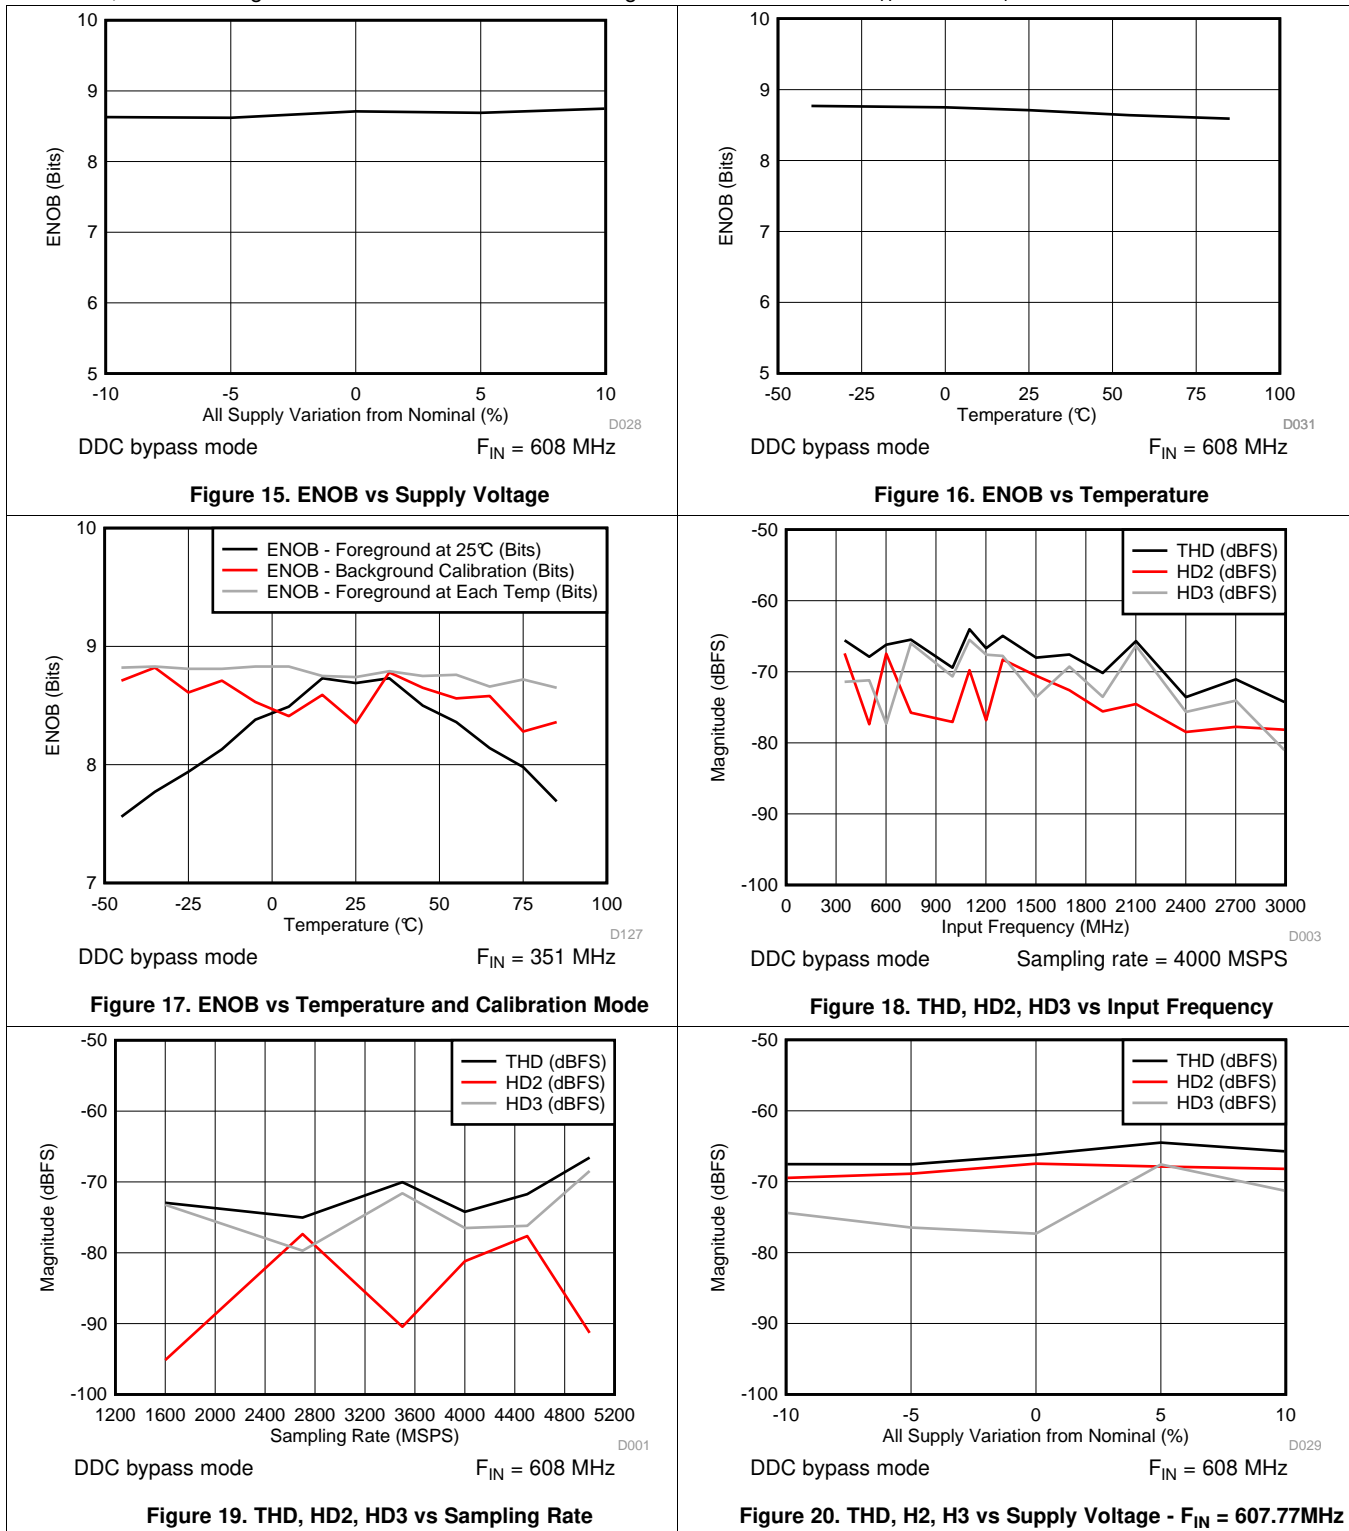 10
9
8
7
6
5
ENOB (Bits)
-10 -5 0 5 10
All Supply Variation from Nominal (%)
D028
DDC bypass mode FIN = 608 MHz
Figure 15. ENOB vs Supply Voltage
10
9
8
7
6
5
ENOB (Bits)
-50 -25 0 25 50 75 100
Temperature (°C)
D031
DDC bypass mode FIN = 608 MHz
Figure 16. ENOB vs Temperature
10
9
8
7
ENOB (Bits)
ENOB - Foreground at 25°C (Bits)
ENOB - Background Calibration (Bits)
ENOB - Foreground at Each Temp (Bits)
-50 -25 0 25 50 75 100
Temperature (°C)
D127
DDC bypass mode FIN = 351 MHz
Figure 17. ENOB vs Temperature and Calibration Mode
-50
-60
-70
-80
-90
-100
Magnitude (dBFS)
THD (dBFS)
HD2 (dBFS)
HD3 (dBFS)
0 300 600 900 1200 1500 1800 2100 2400 2700 3000
Input Frequency (MHz)
D003
DDC bypass mode Sampling rate = 4000 MSPS
Figure 18. THD, HD2, HD3 vs Input Frequency
-50
-60
-70
-80
-90
-100
Magnitude (dBFS)
THD (dBFS)
HD2 (dBFS)
HD3 (dBFS)
1200 1600 2000 2400 2800 3200 3600 4000 4400 4800 5200
Sampling Rate (MSPS)
D001
DDC bypass mode FIN = 608 MHz
Figure 19. THD, HD2, HD3 vs Sampling Rate
-50
-60
-70
-80
-90
-100
Magnitude (dBFS)
THD (dBFS)
HD2 (dBFS)
HD3 (dBFS)
-10 -5 0 5 10
All Supply Variation from Nominal (%)
D029
DDC bypass mode FIN = 608 MHz
Figure 20. THD, H2, H3 vs Supply Voltage - FIN = 607.77MHz